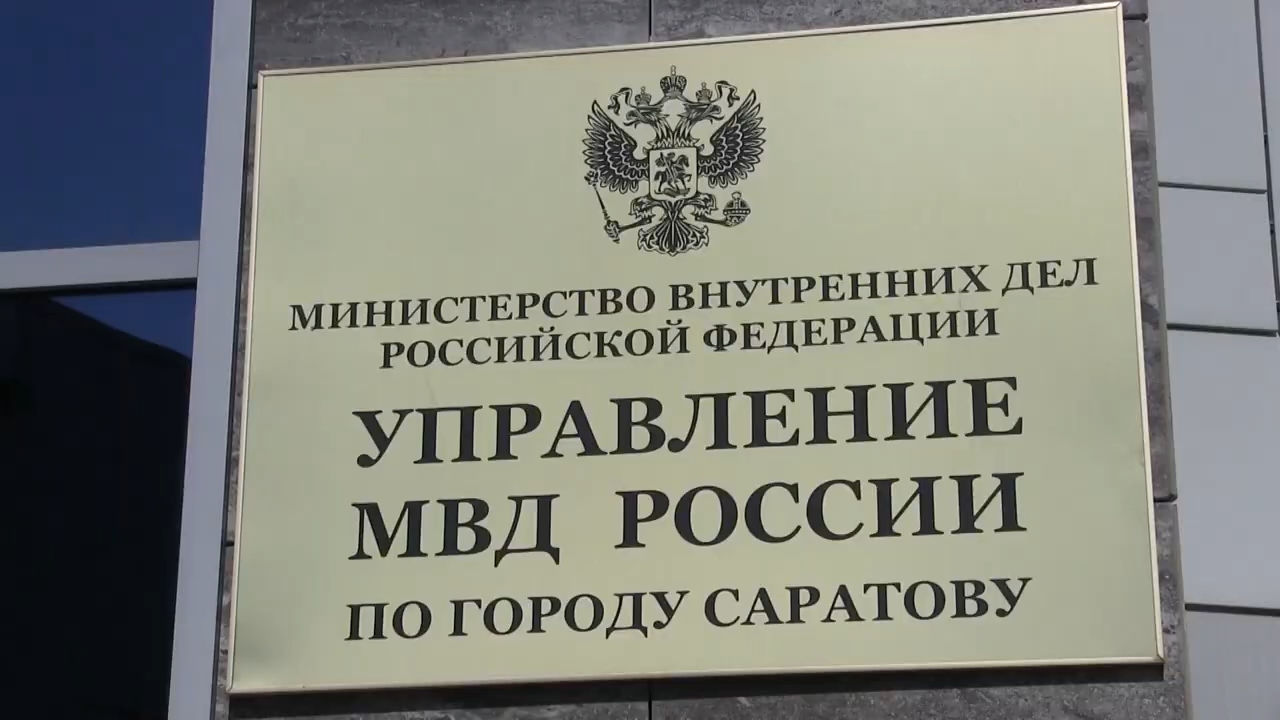 МИНИСТЕРСТВО ВНУТРЕННИХ ДЕЛ
РОССИЙСКОЙ ФЕДЕРАЦИИ
УПРАВЛЕНИЕ
МВД РОССИИ
ПО ГОРОДУ САРАТОВУ